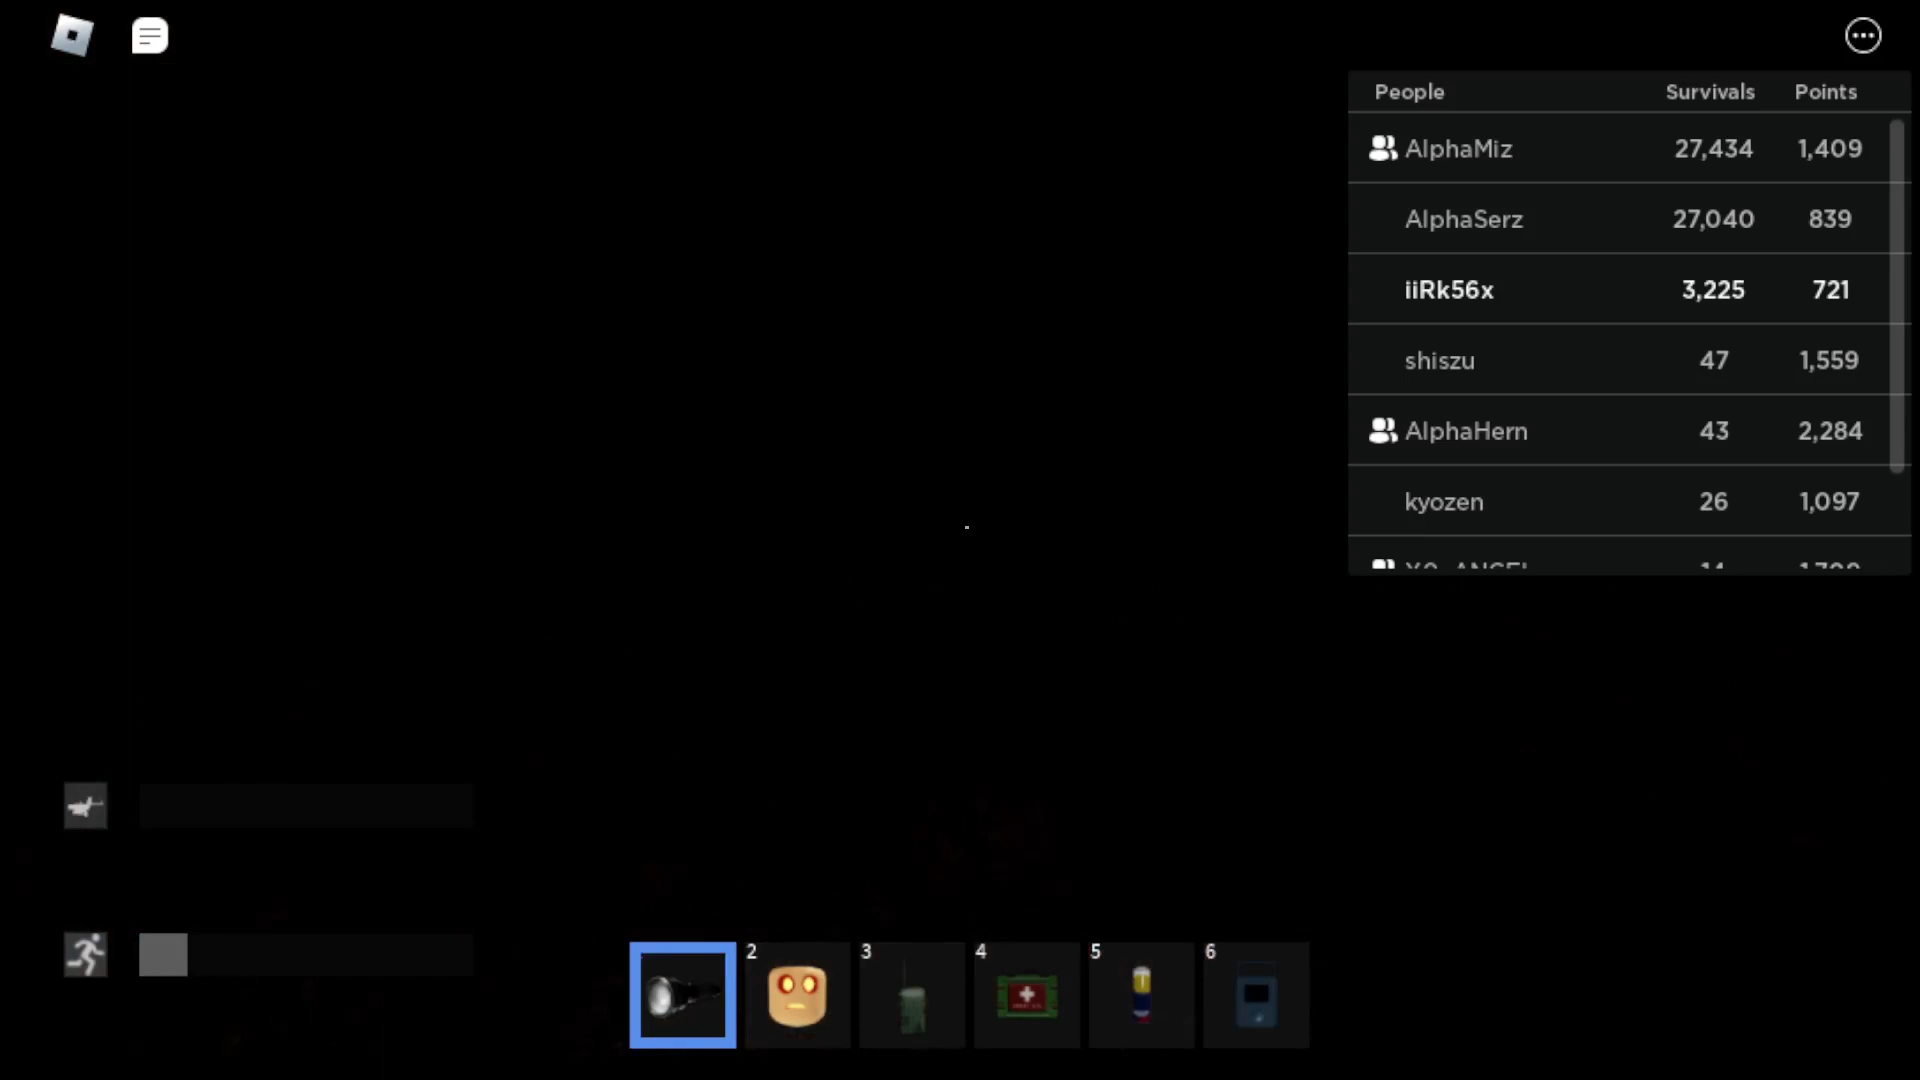 People Survivals Points
AlphaMiz 27,434 1,409
AlphaSerz 27,040 839
iiRk56x 3,225 721
shiszu 47 1,559
AlphaHern 43 2,284
kyozen 26 1,097
2 3 4 5 6